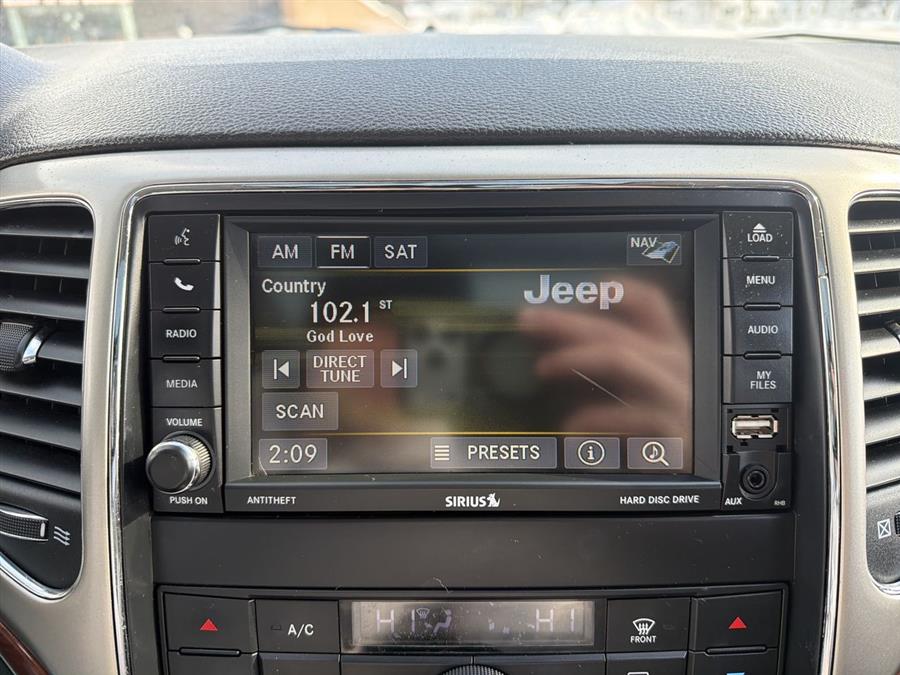 AM FM SAT NAV
LOAD
Country
Jeep
MENU
102.1 ST
God Love
RADIO
AUDIO
DIRECT
TUNE
MEDIA
MY
FILES
SCAN
VOLUME
2:09
PRESETS
i
PUSH ON
ANTITHEFT
SIRIUS
HARD DISC DRIVE
AUX
RHB
A/C
HI
HI
FRONT